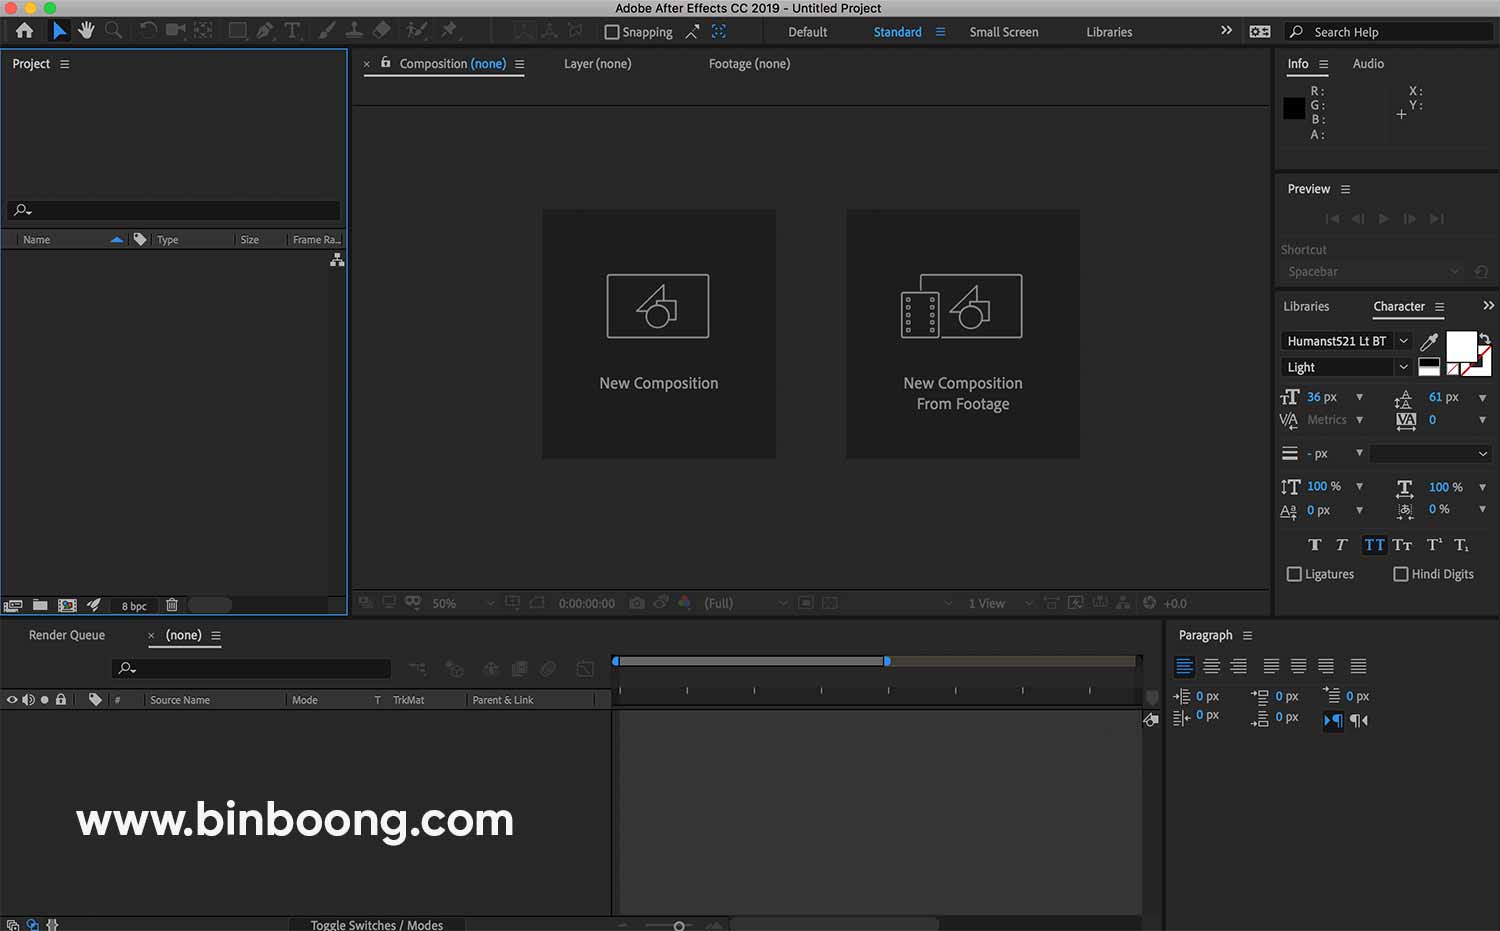 Adobe After Effects CC 2019 - Untitled Project
Snapping
Default
Standard
Small Screen
Libraries
Search Help
Project
Name
Type
Size
Frame Ra...
8 bpc
Composition (none)
Layer (none)
Footage (none)
New Composition
New Composition
From Footage
50%
0:00:00:00
(Full)
1 View
+0.0
Info
Audio
R :
G :
B :
A :
X :
Y :
Preview
Shortcut
Spacebar
Libraries
Character
Humanst521 Lt BT
Light
36 px
61 px
Metrics
0
- px
100 %
100 %
0 px
0 %
Ligatures
Hindi Digits
Render Queue
(none)
#
Source Name
Mode
T
TrkMat
Parent & Link
www.binboong.com
Toggle Switches / Modes
Paragraph
0 px
0 px
0 px
0 px
0 px